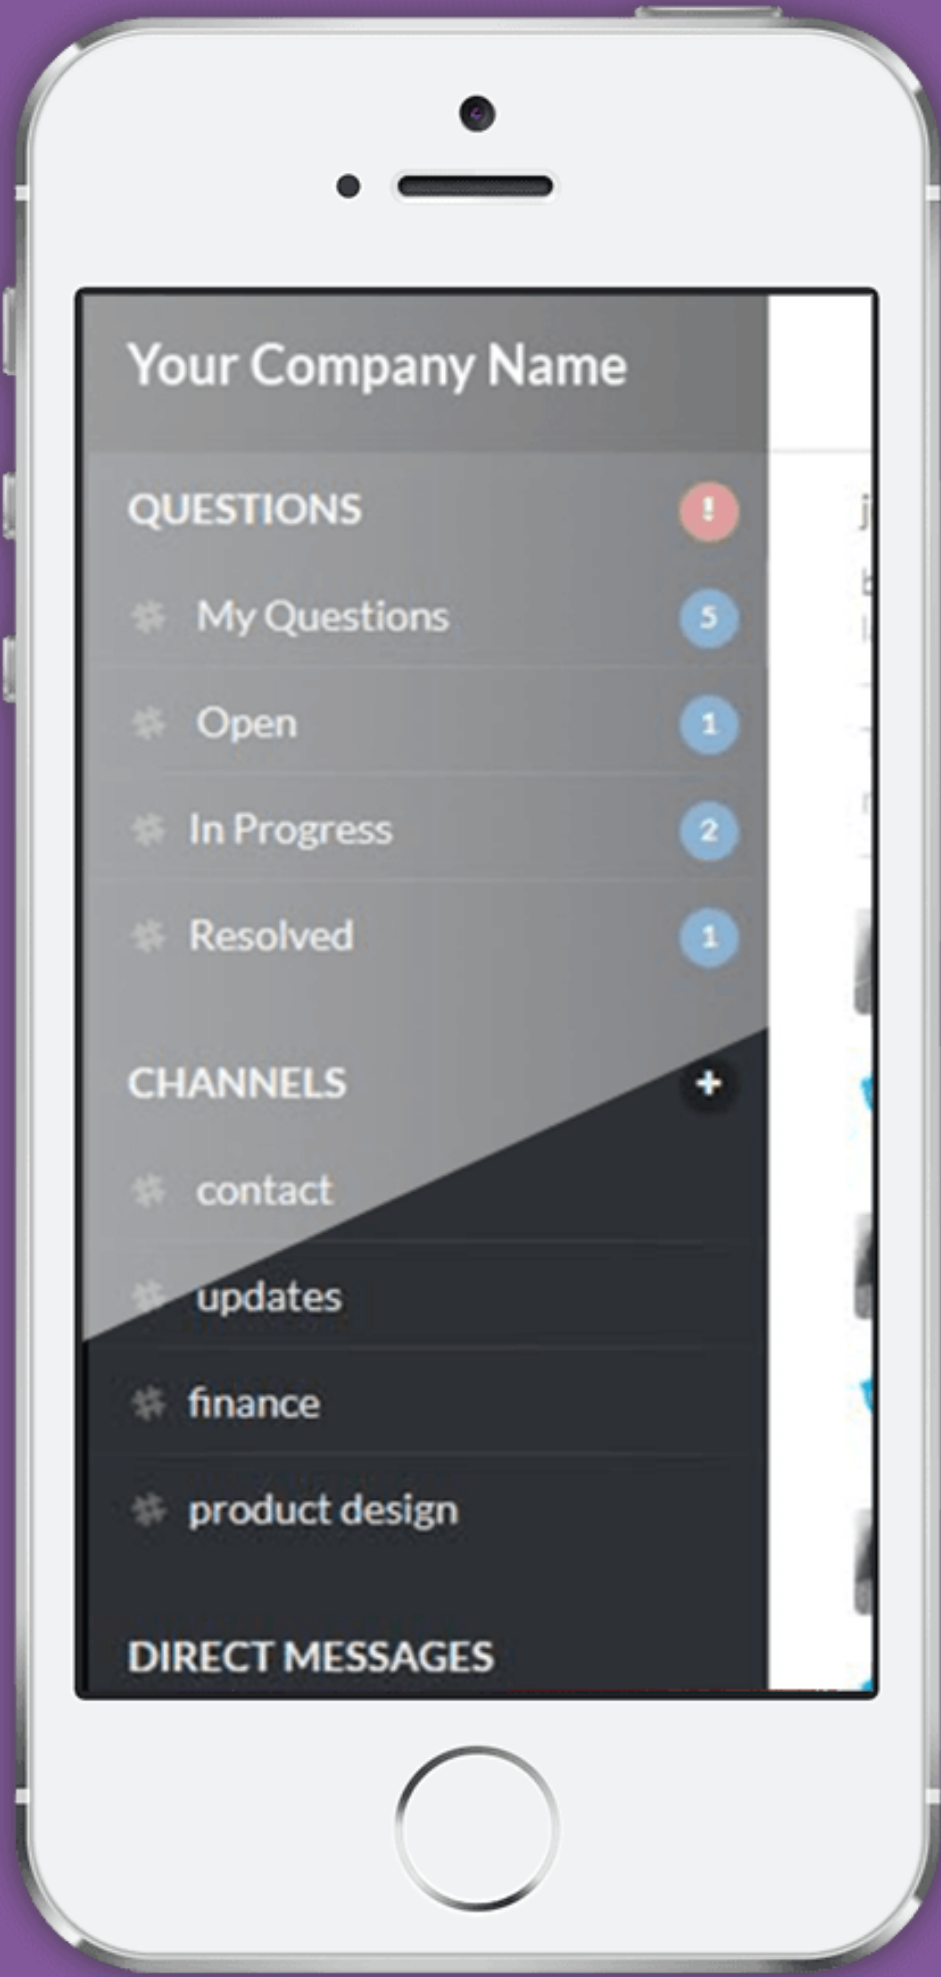 Your Company Name
QUESTIONS !
# My Questions 5
# Open 1
# In Progress 2
# Resolved 1
CHANNELS +
# contact
# updates
# finance
# product design
DIRECT MESSAGES